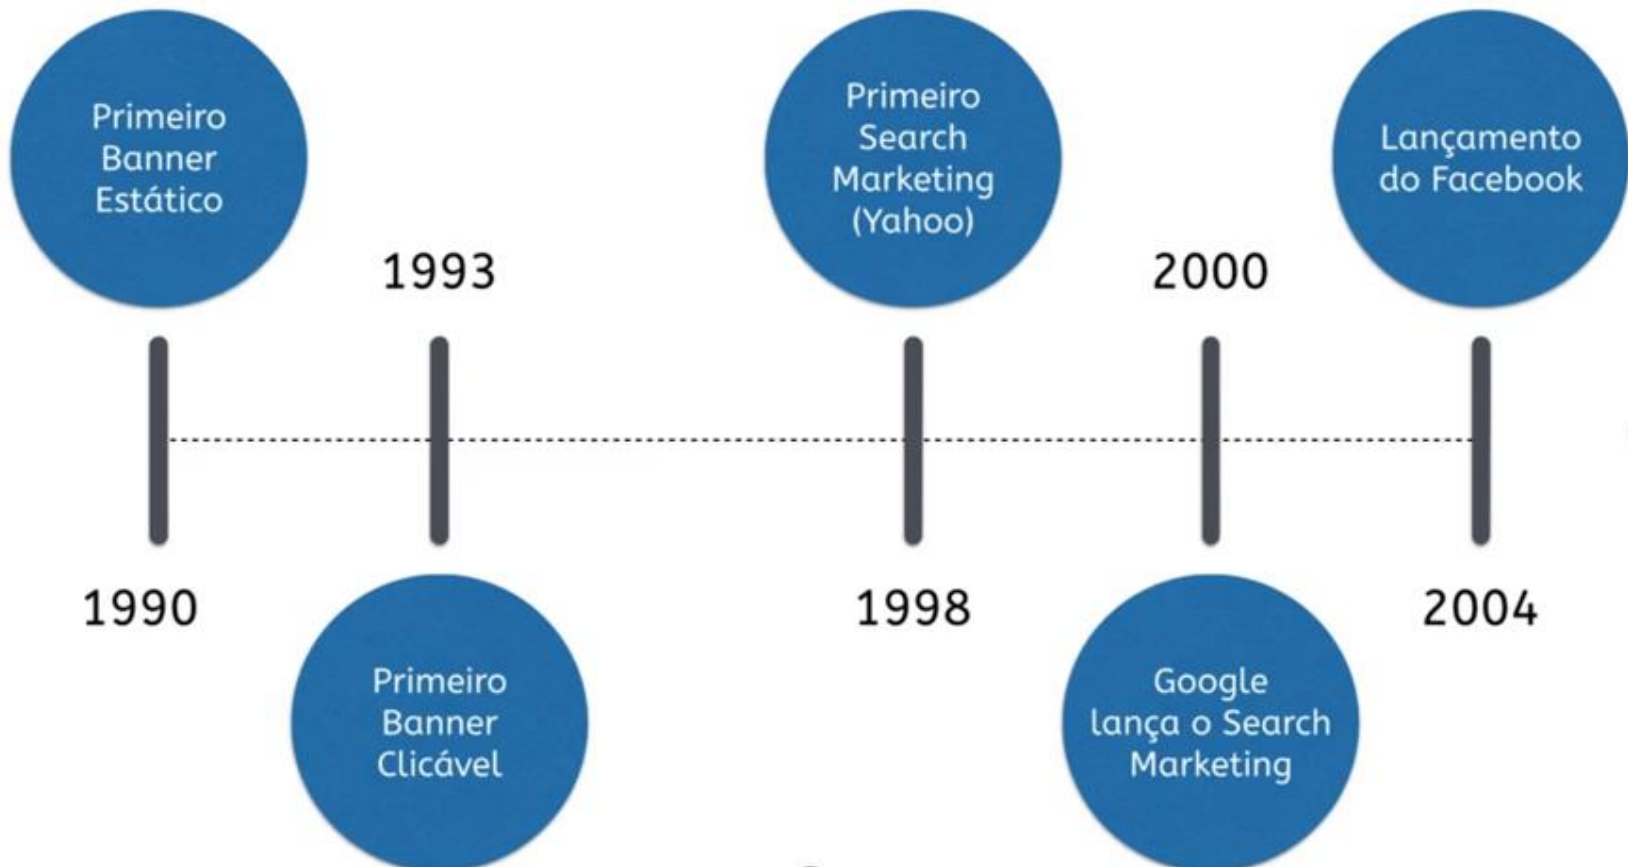 Primeiro
Banner
Estático
1990
1993
Primeiro
Banner
Clicável
Primeiro
Search
Marketing
(Yahoo)
1998
2000
Google
lança o Search
Marketing
Lançamento
do Facebook
2004